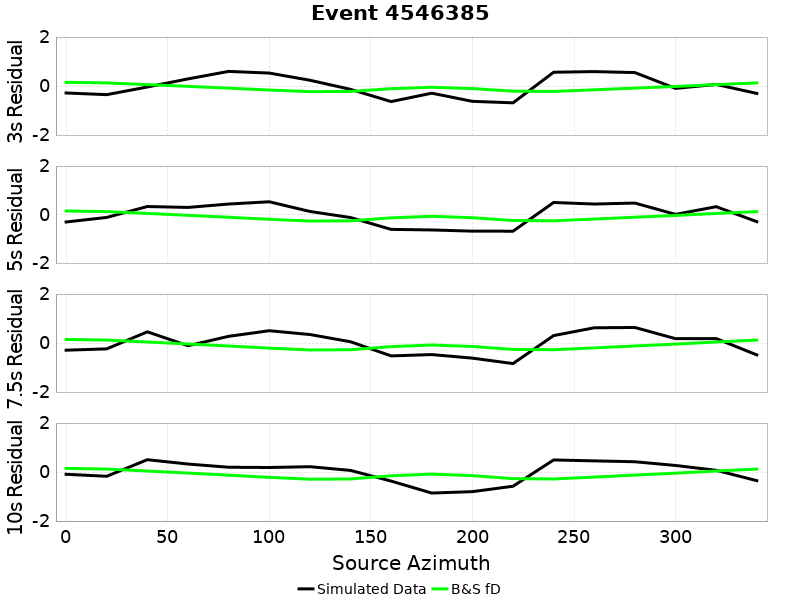 Event 4546385
3s Residual
2
0
-2
5s Residual
2
0
-2
7.5s Residual
2
0
-2
10s Residual
2
0
-2
0 50 100 150 200 250 300
Source Azimuth
Simulated Data B&S fD